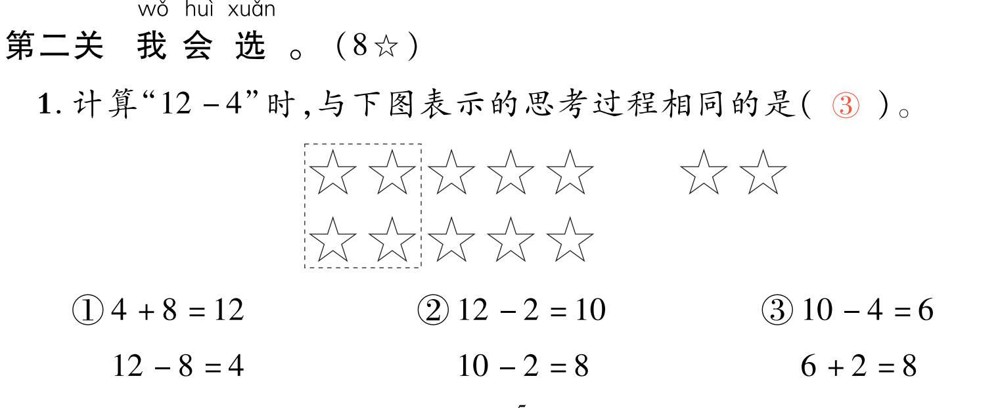 wǒ huì xuǎn
第二关 我会选。(8☆)
1. 计算“12-4”时,与下图表示的思考过程相同的是( ③ )。
①4+8=12 ②12-2=10 ③10-4=6
12-8=4 10-2=8 6+2=8